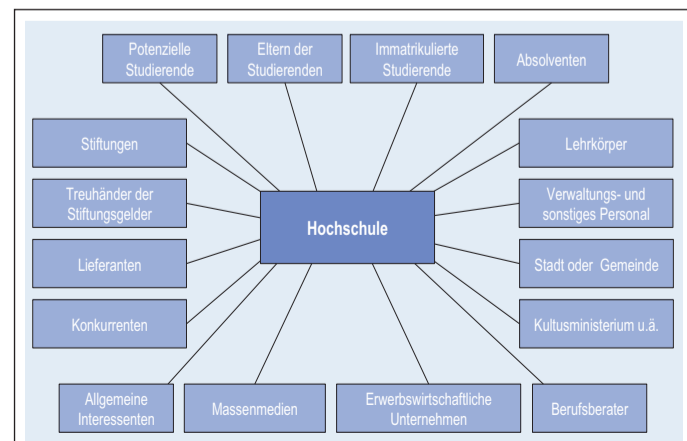 Potenzielle
Studierende
Eltern der
Studierenden
Immatrikulierte
Studierende
Absolventen
Stiftungen
Lehrkörper
Treuhänder der
Stiftungsgelder
Verwaltungs- und
sonstiges Personal
Hochschule
Lieferanten
Stadt oder Gemeinde
Konkurrenten
Kultusministerium u.ä.
Allgemeine
Interessenten
Massenmedien
Erwerbswirtschaftliche
Unternehmen
Berufsberater